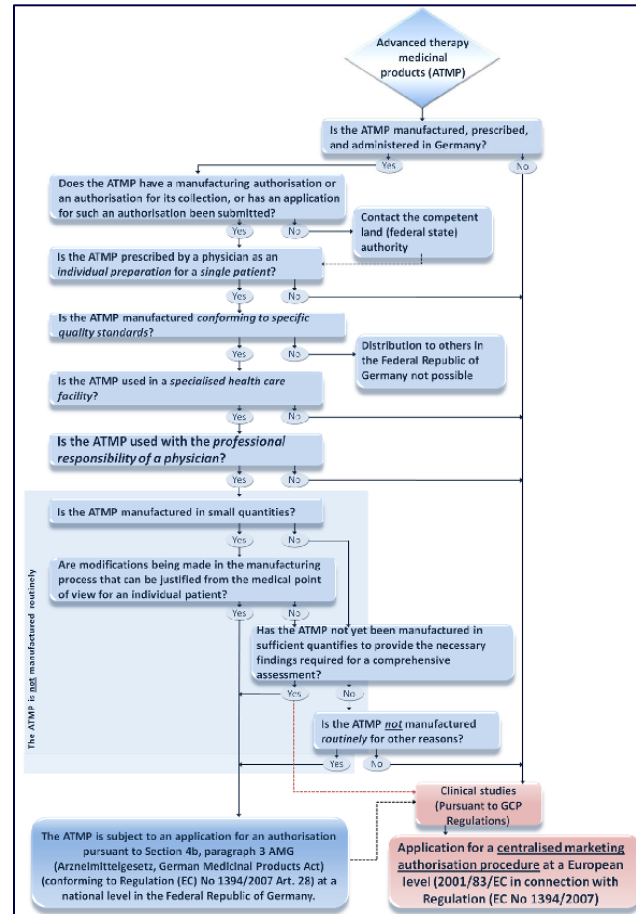 Advanced therapy
medicinal
products (ATMP)
Is the ATMP manufactured, prescribed,
and administered in Germany?
Yes
No
Does the ATMP have a manufacturing authorisation or
an authorisation for its collection, or has an application
for such an authorisation been submitted?
Yes
No
Contact the competent
land (federal state)
authority
Is the ATMP prescribed by a physician as an
individual preparation for a single patient?
Yes
No
Is the ATMP manufactured conforming to specific
quality standards?
Yes
No
Distribution to others in
the Federal Republic of
Germany not possible
Is the ATMP used in a specialised health care
facility?
Yes
No
Is the ATMP used with the professional
responsibility of a physician?
Yes
No
The ATMP is not manufactured routinely
Is the ATMP manufactured in small quantities?
Yes
No
Are modifications being made in the manufacturing
process that can be justified from the medical point
of view for an individual patient?
Yes
No
Has the ATMP not yet been manufactured in
sufficient quantifies to provide the necessary
findings required for a comprehensive
assessment?
Yes
No
Is the ATMP not manufactured
routinely for other reasons?
Yes
No
Clinical studies
(Pursuant to GCP
Regulations)
The ATMP is subject to an application for an authorisation
pursuant to Section 4b, paragraph 3 AMG
(Arzneimittelgesetz, German Medicinal Products Act)
(conforming to Regulation (EC) No 1394/2007 Art. 28) at a
national level in the Federal Republic of Germany.
Application for a centralised marketing
authorisation procedure at a European
level (2001/83/EC in connection with
Regulation (EC No 1394/2007)